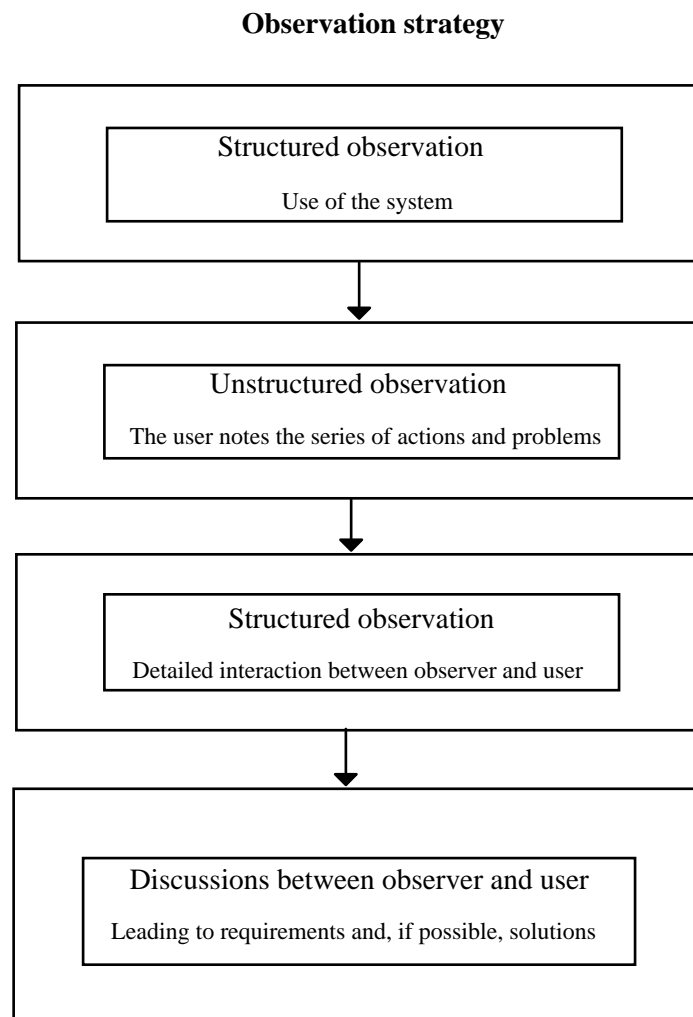 Observation strategy
Structured observation
Use of the system
Unstructured observation
The user notes the series of actions and problems
Structured observation
Detailed interaction between observer and user
Discussions between observer and user
Leading to requirements and, if possible, solutions